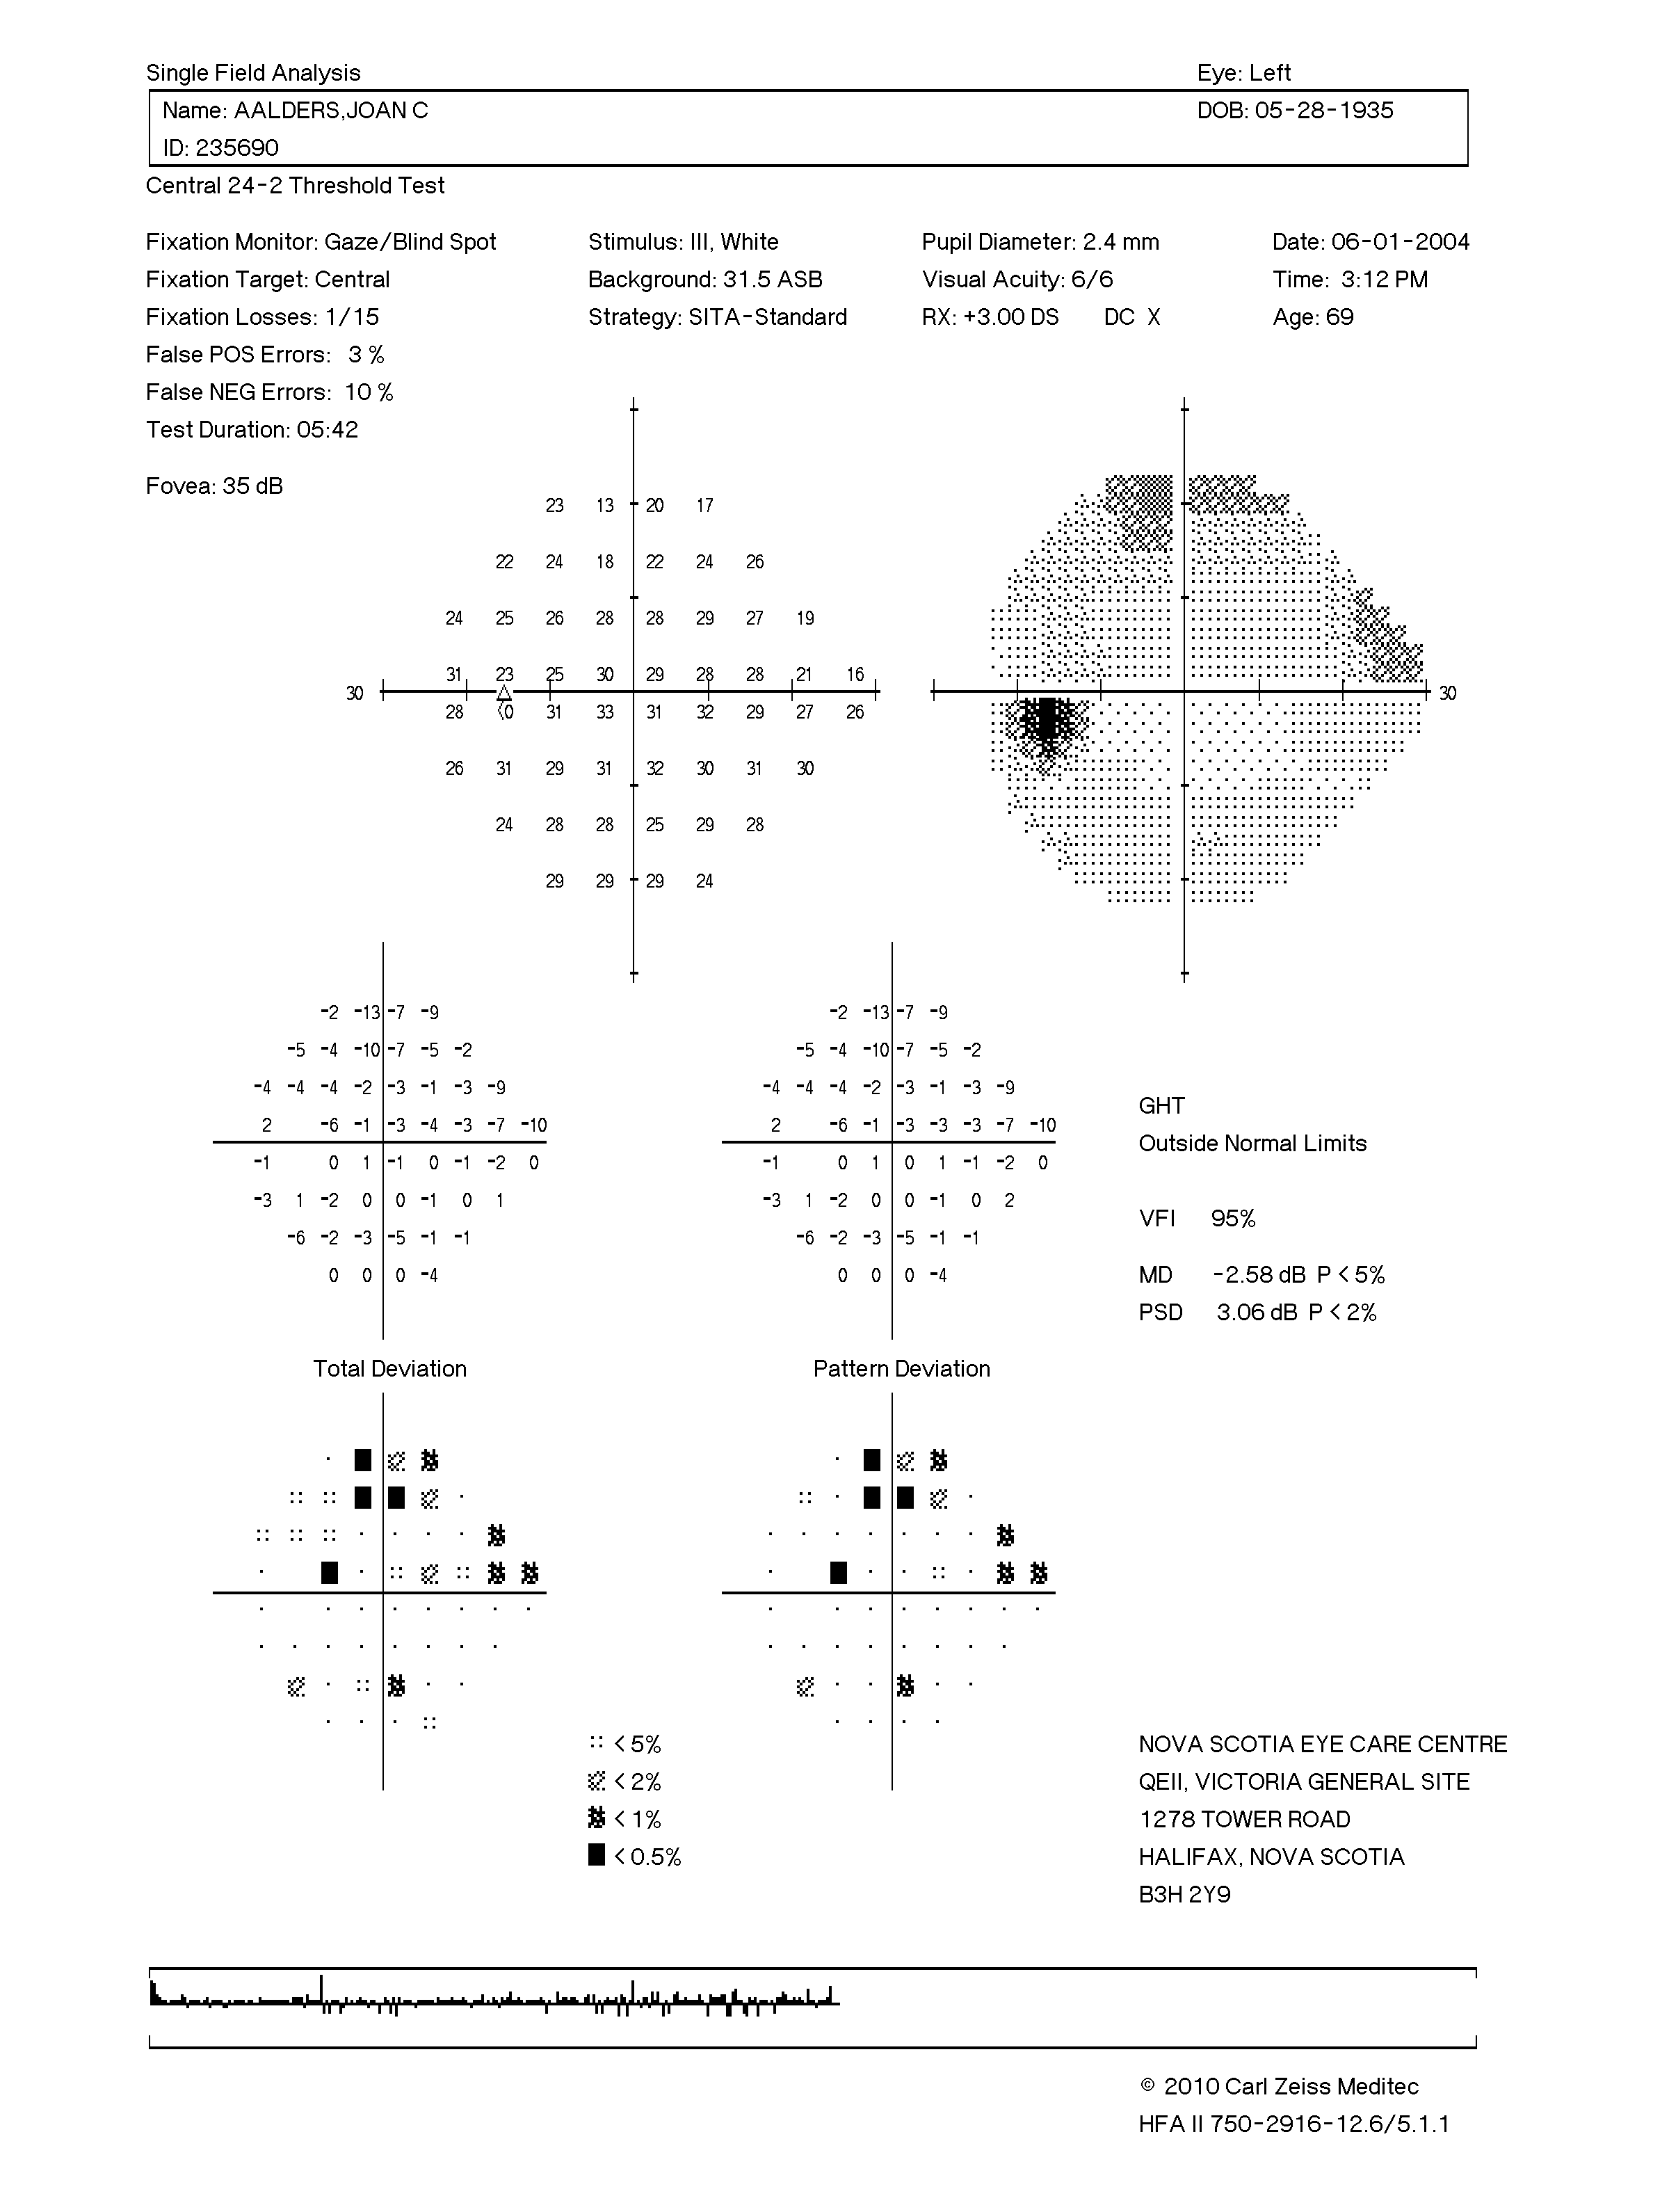 Single Field Analysis Eye: Left
Name: AALDERS,JOAN C DOB: 05-28-1935
ID: 235690
Central 24-2 Threshold Test
Fixation Monitor: Gaze/Blind Spot Stimulus: III, White Pupil Diameter: 2.4 mm Date: 06-01-2004
Fixation Target: Central Background: 31.5 ASB Visual Acuity: 6/6 Time: 3:12 PM
Fixation Losses: 1/15 Strategy: SITA-Standard RX: +3.00 DS DC X Age: 69
False POS Errors: 3 %
False NEG Errors: 10 %
Test Duration: 05:42
Fovea: 35 dB
23 13 20 17
22 24 18 22 24 26
24 25 26 28 28 29 27 19
31 23 25 30 29 28 28 21 16
30 30
28 <0 31 33 31 32 29 27 26
26 31 29 31 32 30 31 30
24 28 28 25 29 28
29 29 29 24
-2 -13 -7 -9 -2 -13 -7 -9
-5 -4 -10 -7 -5 -2 -5 -4 -10 -7 -5 -2
-4 -4 -4 -2 -3 -1 -3 -9 -4 -4 -4 -2 -3 -1 -3 -9
2 -6 -1 -3 -4 -3 -7 -10 2 -6 -1 -3 -3 -3 -7 -10
-1 0 1 -1 0 -1 -2 0 -1 0 1 0 1 -1 -2 0
-3 1 -2 0 0 -1 0 1 -3 1 -2 0 0 -1 0 2
-6 -2 -3 -5 -1 -1 -6 -2 -3 -5 -1 -1
0 0 0 -4 0 0 0 -4
GHT
Outside Normal Limits
VFI 95%
MD -2.58 dB P < 5%
PSD 3.06 dB P < 2%
Total Deviation Pattern Deviation
< 5%
< 2%
< 1%
< 0.5%
NOVA SCOTIA EYE CARE CENTRE
QEII, VICTORIA GENERAL SITE
1278 TOWER ROAD
HALIFAX, NOVA SCOTIA
B3H 2Y9
© 2010 Carl Zeiss Meditec
HFA II 750-2916-12.6/5.1.1